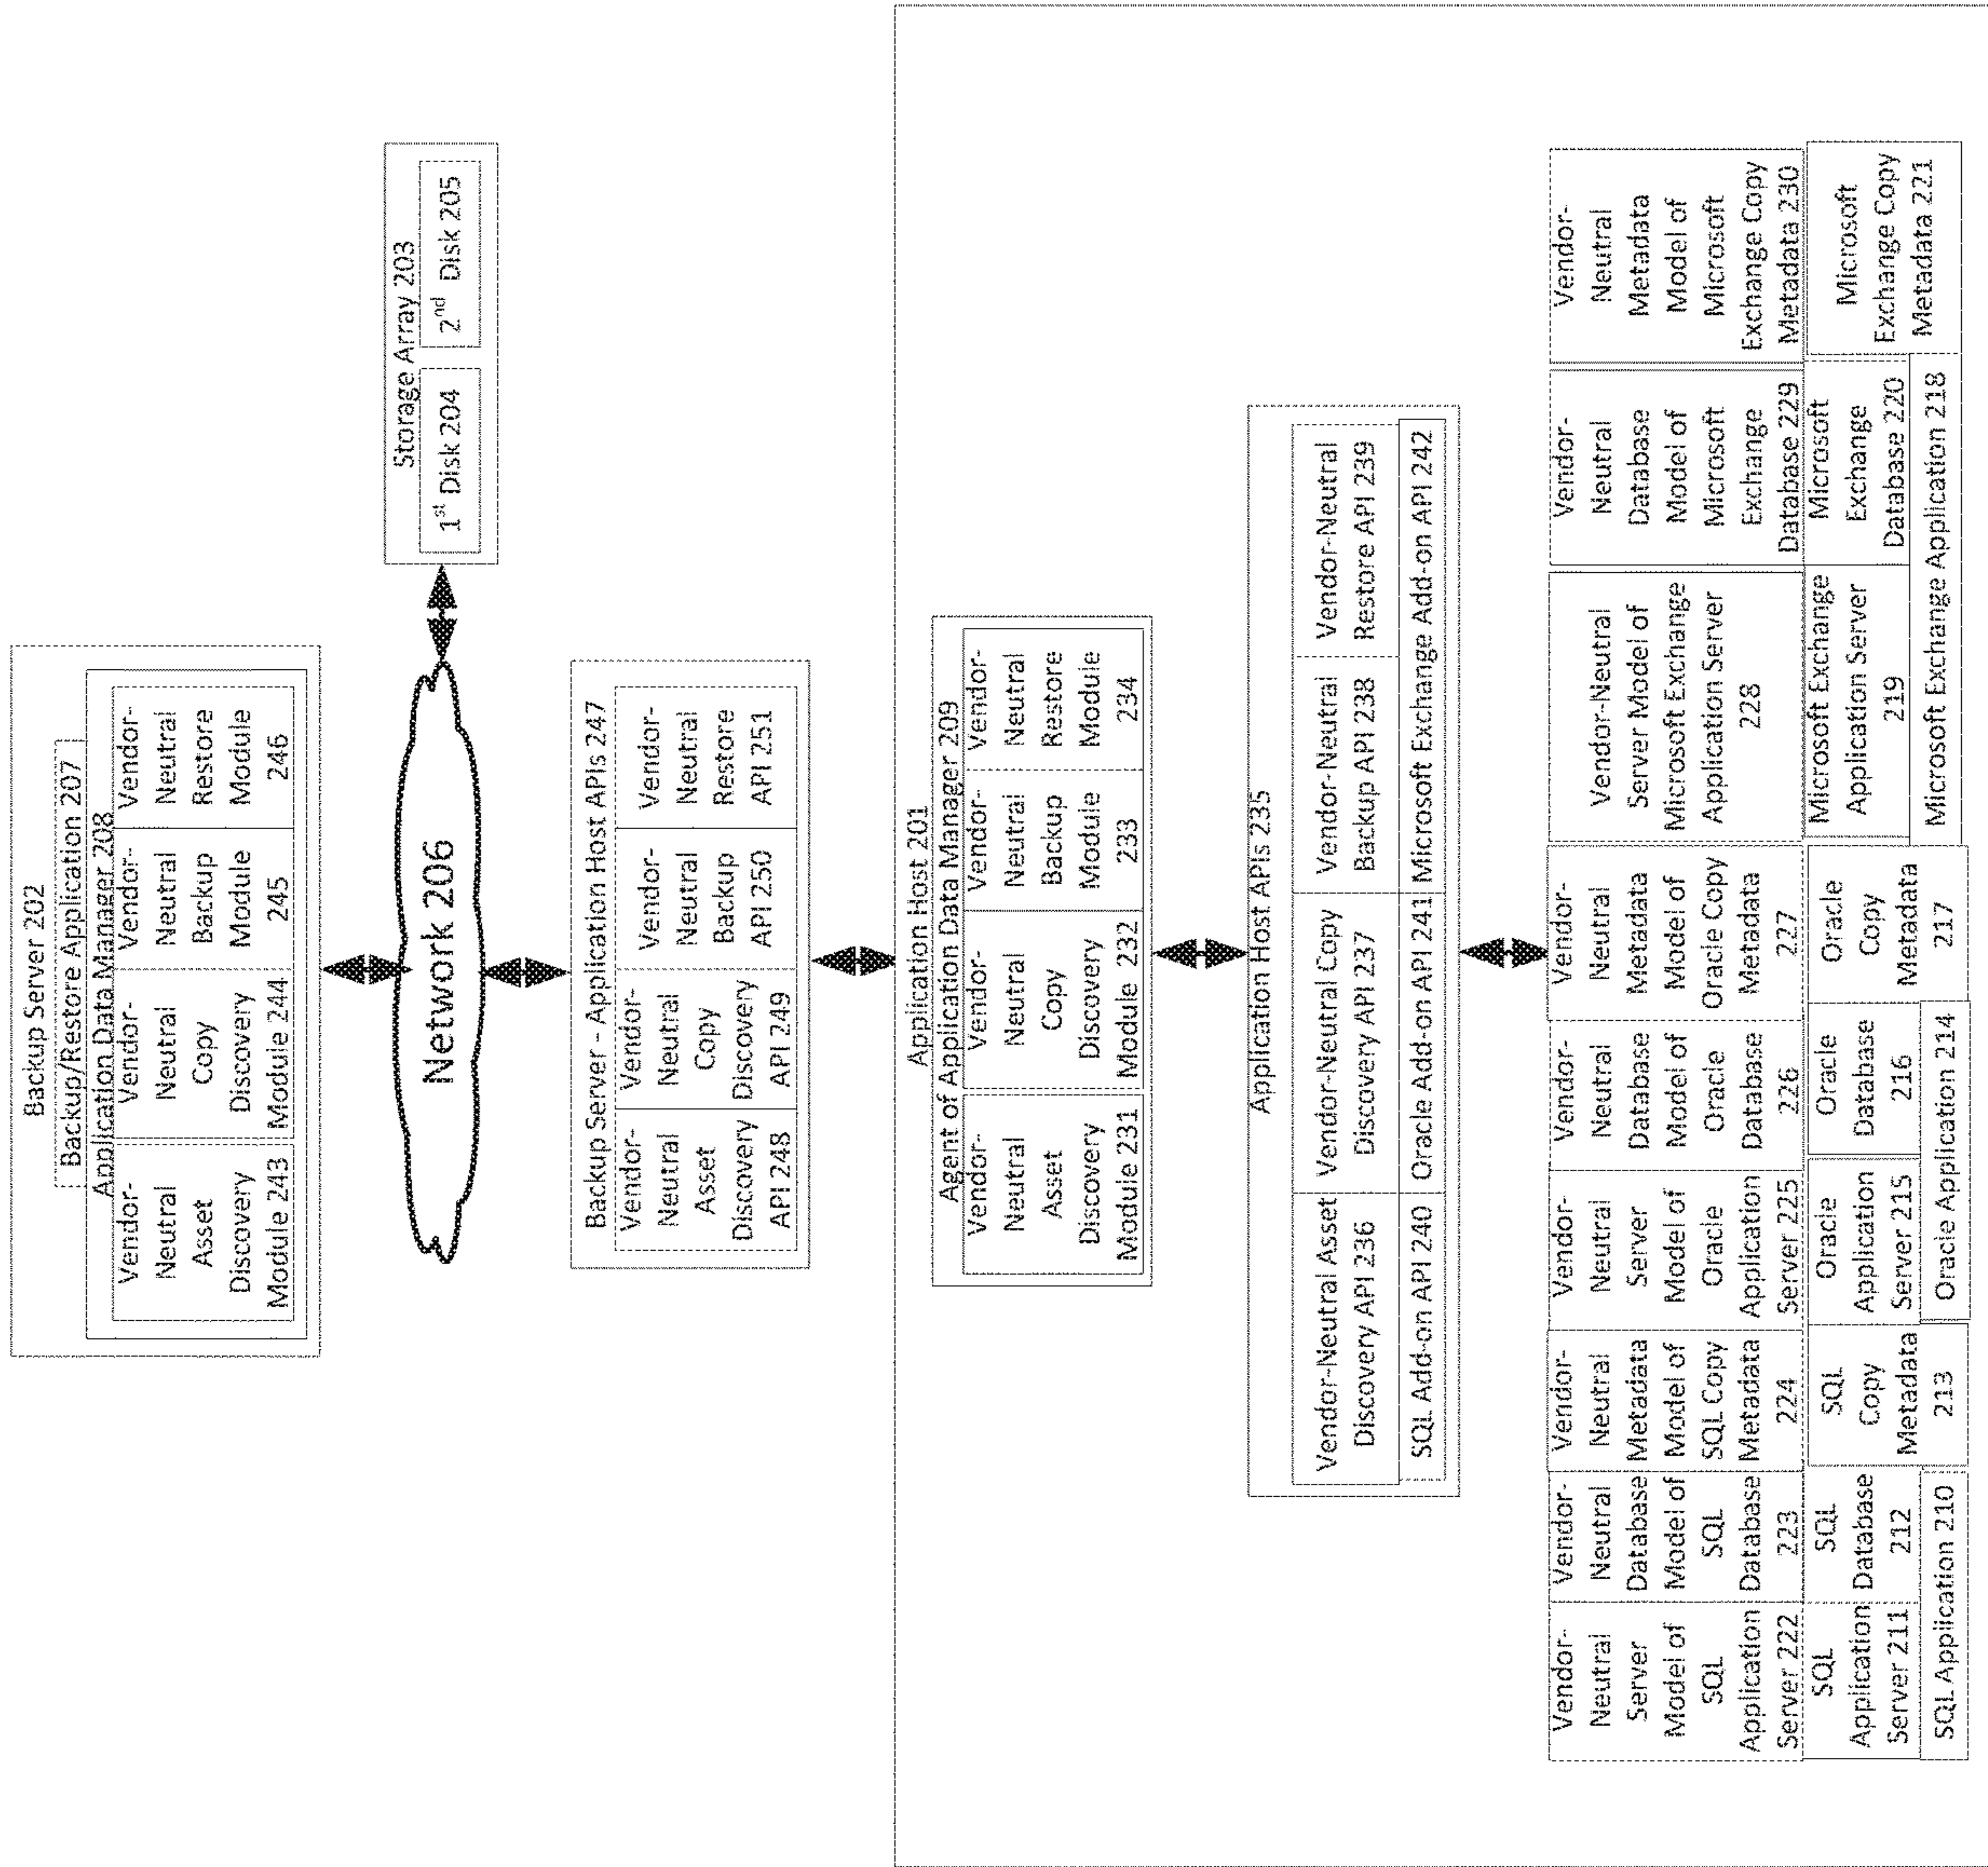 Backup Server 202
Backup/Restore Application 207
Application Data Manager 208
Vendor-
Neutral
Asset
Discovery
Module 243
Vendor-
Neutral
Copy
Discovery
Module 244
Vendor-
Neutral
Backup
Module
245
Vendor-
Neutral
Restore
Module
246
Network 206
Storage Array 203
1st Disk 204
2nd Disk 205
Backup Server - Application Host APIs 247
Vendor-
Neutral
Asset
Discovery
API 248
Vendor-
Neutral
Copy
Discovery
API 249
Vendor-
Neutral
Backup
API 250
Vendor-
Neutral
Restore
API 251
Application Host 201
Agent of Application Data Manager 209
Vendor-
Neutral
Asset
Discovery
Module 231
Vendor-
Neutral
Copy
Discovery
Module 232
Vendor-
Neutral
Backup
Module
233
Vendor-
Neutral
Restore
Module
234
Application Host APIs 235
Vendor-Neutral Asset
Discovery API 236
Vendor-Neutral Copy
Discovery API 237
Vendor-Neutral
Backup API 238
Vendor-Neutral
Restore API 239
SQL Add-on API 240
Oracle Add-on API 241
Microsoft Exchange Add-on API 242
Vendor-
Neutral
Server
Model of
SQL
Application
Server 222
Vendor-
Neutral
Database
Model of
SQL
Database
223
Vendor-
Neutral
Metadata
Model of
SQL Copy
Metadata
224
Vendor-
Neutral
Server
Model of
Oracle
Application
Server 225
Vendor-
Neutral
Database
Model of
Oracle
Database
226
Vendor-
Neutral
Metadata
Model of
Oracle Copy
Metadata
227
Vendor-Neutral
Server Model of
Microsoft Exchange
Application Server
228
Vendor-
Neutral
Database
Model of
Microsoft
Exchange
Database 229
Vendor-
Neutral
Metadata
Model of
Microsoft
Exchange Copy
Metadata 230
SQL
Application
Server 211
SQL
Database
212
SQL
Copy
Metadata
213
Oracle
Application
Server 215
Oracle
Database
216
Oracle
Copy
Metadata
217
Microsoft Exchange
Application Server
219
Microsoft
Exchange
Database 220
Microsoft
Exchange Copy
Metadata 221
SQL Application 210
Oracle Application 214
Microsoft Exchange Application 218